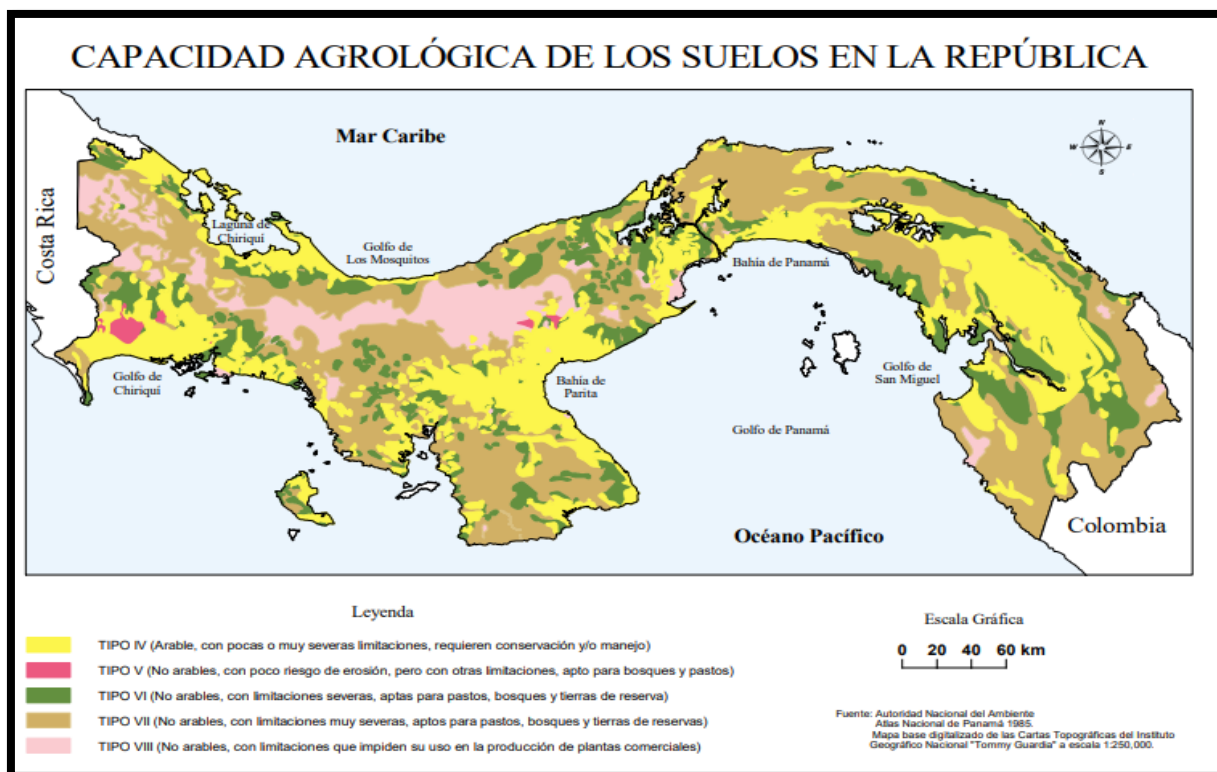 CAPACIDAD AGROLÓGICA DE LOS SUELOS EN LA REPÚBLICA
Mar Caribe
N
W
E
S
Costa Rica
Laguna de
Chiriquí
Golfo de
Los Mosquitos
Bahía de Panamá
Golfo de
Chiriquí
Bahía de
Parita
Golfo de
San Miguel
Golfo de Panamá
Océano Pacífico
Colombia
Leyenda
TIPO IV (Arable, con pocas o muy severas limitaciones, requieren conservación y/o manejo)
TIPO V (No arables, con poco riesgo de erosión, pero con otras limitaciones, apto para bosques y pastos)
TIPO VI (No arables, con limitaciones severas, aptas para pastos, bosques y tierras de reserva)
TIPO VII (No arables, con limitaciones muy severas, aptos para pastos, bosques y tierras de reservas)
TIPO VIII (No arables, con limitaciones que impiden su uso en la producción de plantas comerciales)
Escala Gráfica
0 20 40 60 km
Fuente: Autoridad Nacional del Ambiente
Atlas Nacional de Panamá 1985.
Mapa base digitalizado de las Cartas Topográficas del Instituto
Geográfico Nacional "Tommy Guardia" a escala 1:250,000.